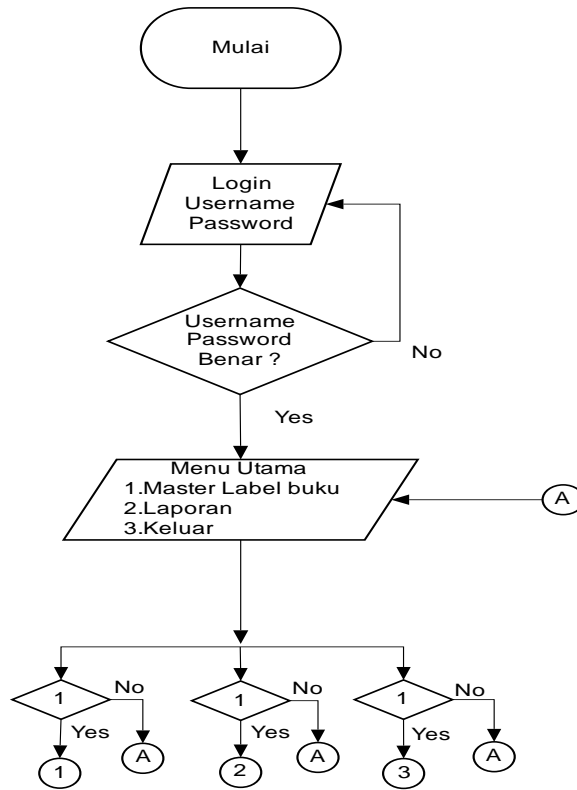 Mulai
Login
Username
Password
Username
Password
Benar ?
No
Yes
Menu Utama
1.Master Label buku
2.Laporan
3.Keluar
A
1
No
1
No
1
No
Yes
A
Yes
A
Yes
A
1
2
3